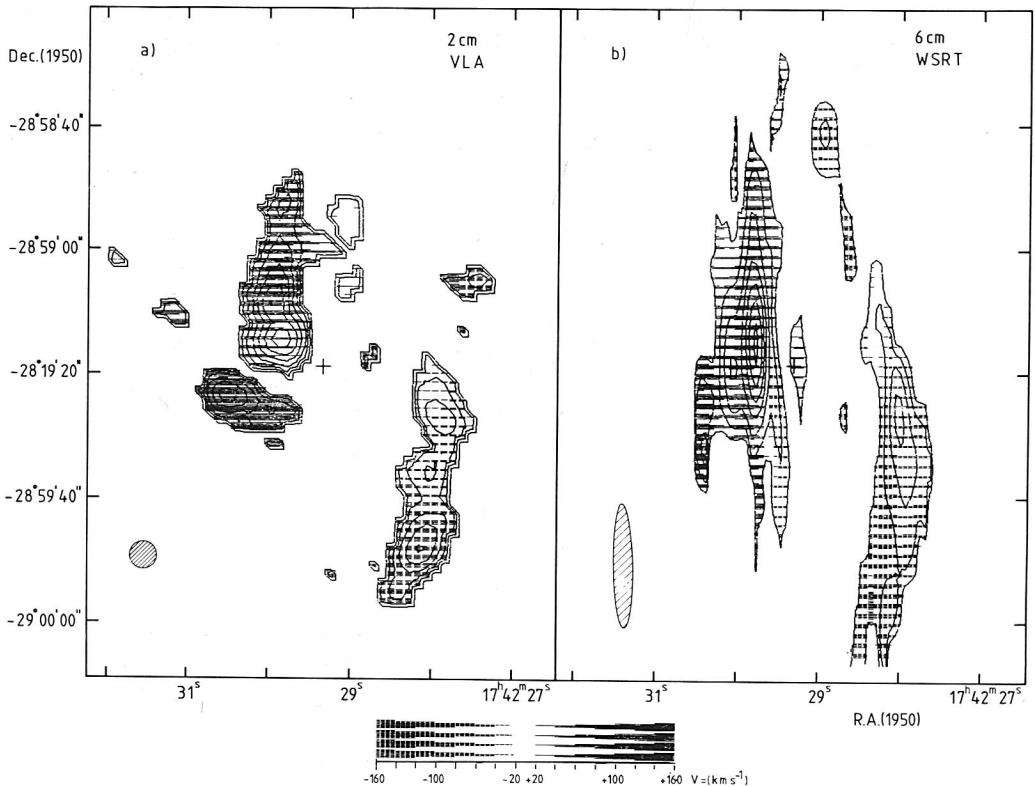 a)
2 cm
VLA
b)
6 cm
WSRT
Dec.(1950)
-28°58'40"
-28°59'00"
-28°19'20"
-28°59'40"
-29°00'00"
31ˢ
29ˢ
17ʰ42ᵐ27ˢ
31ˢ
29ˢ
17ʰ42ᵐ27ˢ
R.A.(1950)
-160
-100
-20
+20
+100
+160
V=(km s⁻¹)